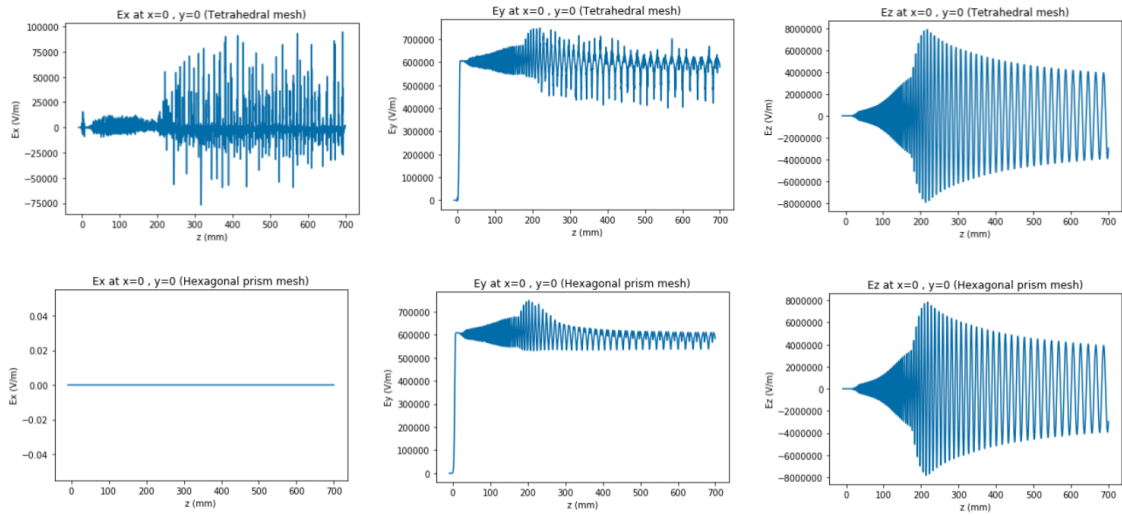 Ex at x=0 , y=0 (Tetrahedral mesh)
100000
75000
50000
25000
0
−25000
−50000
−75000
Ex (V/m)
0 100 200 300 400 500 600 700
z (mm)
Ey at x=0 , y=0 (Tetrahedral mesh)
700000
600000
500000
400000
300000
200000
100000
0
Ey (V/m)
0 100 200 300 400 500 600 700
z (mm)
Ez at x=0 , y=0 (Tetrahedral mesh)
8000000
6000000
4000000
2000000
0
−2000000
−4000000
−6000000
−8000000
Ez (V/m)
0 100 200 300 400 500 600 700
z (mm)
Ex at x=0 , y=0 (Hexagonal prism mesh)
0.04
0.02
0.00
−0.02
−0.04
Ex (V/m)
0 100 200 300 400 500 600 700
z (mm)
Ey at x=0 , y=0 (Hexagonal prism mesh)
700000
600000
500000
400000
300000
200000
100000
0
Ey (V/m)
0 100 200 300 400 500 600 700
z (mm)
Ez at x=0 , y=0 (Hexagonal prism mesh)
8000000
6000000
4000000
2000000
0
−2000000
−4000000
−6000000
−8000000
Ez (V/m)
0 100 200 300 400 500 600 700
z (mm)